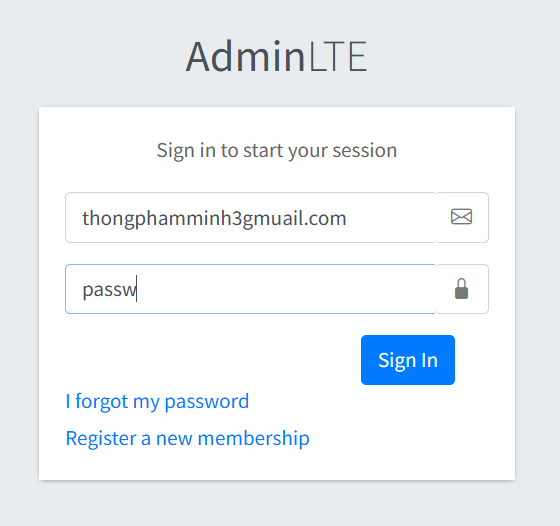 AdminLTE
Sign in to start your session
thongphamminh3gmuail.com
passw
Sign In
I forgot my password
Register a new membership